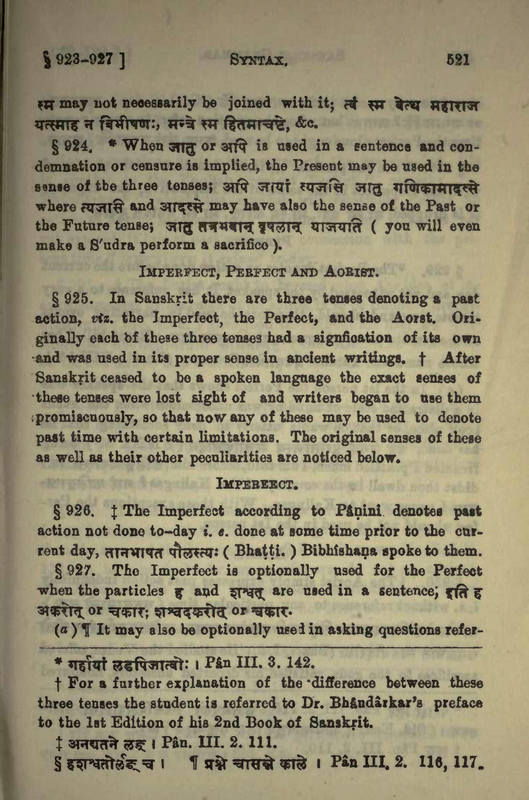 § 923-927 ] SYNTAX. 521
स्म may not necessarily be joined with it; त्वं स्म वेत्थ महाराज
यत्स्माह न बिभीषणः, मन्त्रे स्म हितमाचष्टे, &c.
§ 924. * When जातु or अपि is used in a sentence and con-
demnation or censure is implied, the Present may be used in the
sense of the three tenses; अपि जायां त्यजसि जातु गणिकामादत्से
where त्यजासि and आदत्से may have also the sense of the Past or
the Future tense; जातु तत्रभवान् वृषलान् याजयति ( you will even
make a S'udra perform a sacrifice ).
IMPERFECT, PERFECT AND AORIST.
§ 925. In Sanskṛit there are three tenses denoting a past
action, viz. the Imperfect, the Perfect, and the Aorst. Ori-
ginally each of these three tenses had a signfication of its own
and was used in its proper sense in ancient writings. † After
Sanskṛit ceased to be a spoken language the exact senses of
these tenses were lost sight of and writers began to use them
promiscuously, so that now any of these may be used to denote
past time with certain limitations. The original senses of these
as well as their other peculiarities are noticed below.
IMPERFECT.
§ 926. ‡ The Imperfect according to Pâṇini denotes past
action not done to-day i. e. done at some time prior to the cur-
rent day, तानभाषत पौलस्त्यः ( Bhaṭṭi. ) Bibhîshaṇa spoke to them.
§ 927. The Imperfect is optionally used for the Perfect
when the particles ह and शश्वत् are used in a sentence; इति ह
अकरोत् or चकार; शश्वदकरोत् or चकार.
(a) ¶ It may also be optionally used in asking questions refer-
* गर्हायां लडपिजात्वोः । Pân III. 3. 142.
† For a further explanation of the difference between these
three tenses the student is referred to Dr. Bhândârkar's preface
to the 1st Edition of his 2nd Book of Sanskṛit.
‡ अनद्यतने लङ् । Pân. III. 2. 111.
§ हशश्वतोर्लङ् च । ¶ प्रश्ने चासन्ने काले । Pân III. 2. 116, 117.